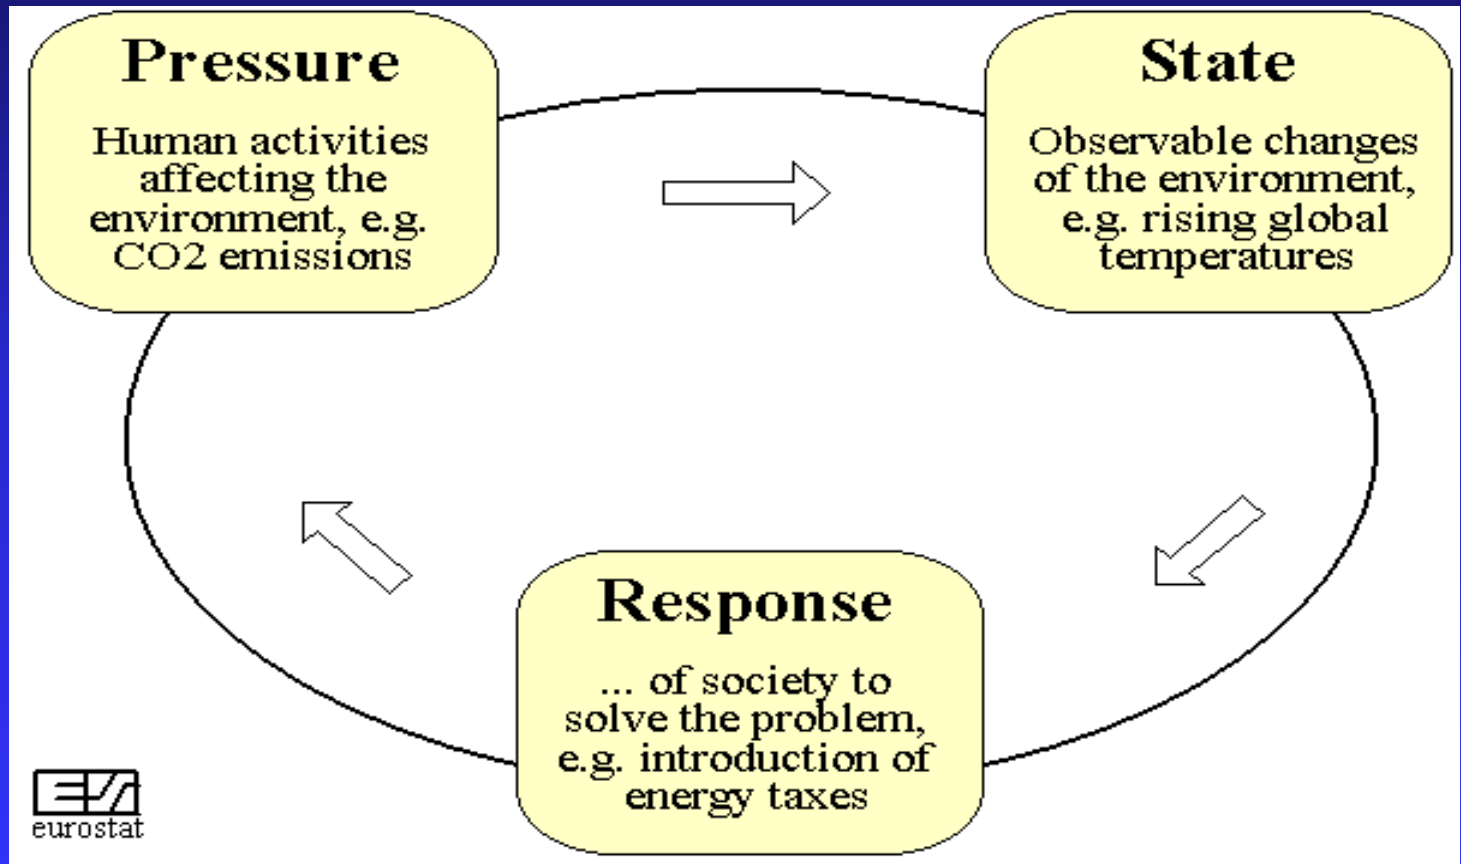 Pressure
Human activities
affecting the
environment, e.g.
CO2 emissions
State
Observable changes
of the environment,
e.g. rising global
temperatures
Response
... of society to
solve the problem,
e.g. introduction of
energy taxes
eurostat